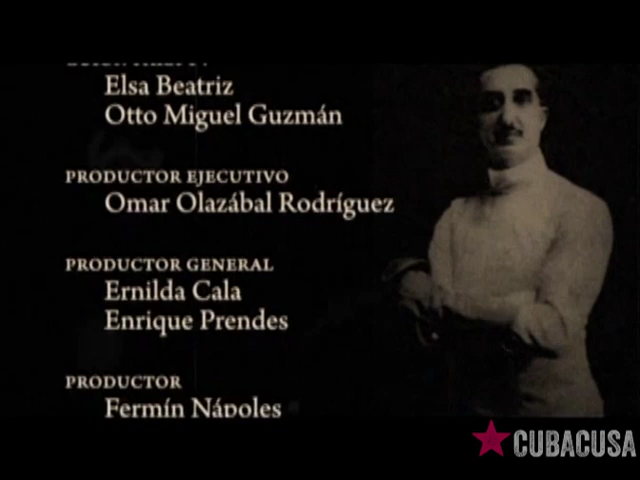 Elsa Beatriz
Otto Miguel Guzmán
PRODUCTOR EJECUTIVO
Omar Olazábal Rodríguez
PRODUCTOR GENERAL
Ernilda Cala
Enrique Prendes
PRODUCTOR
Fermín Nápoles
CUBACUSA